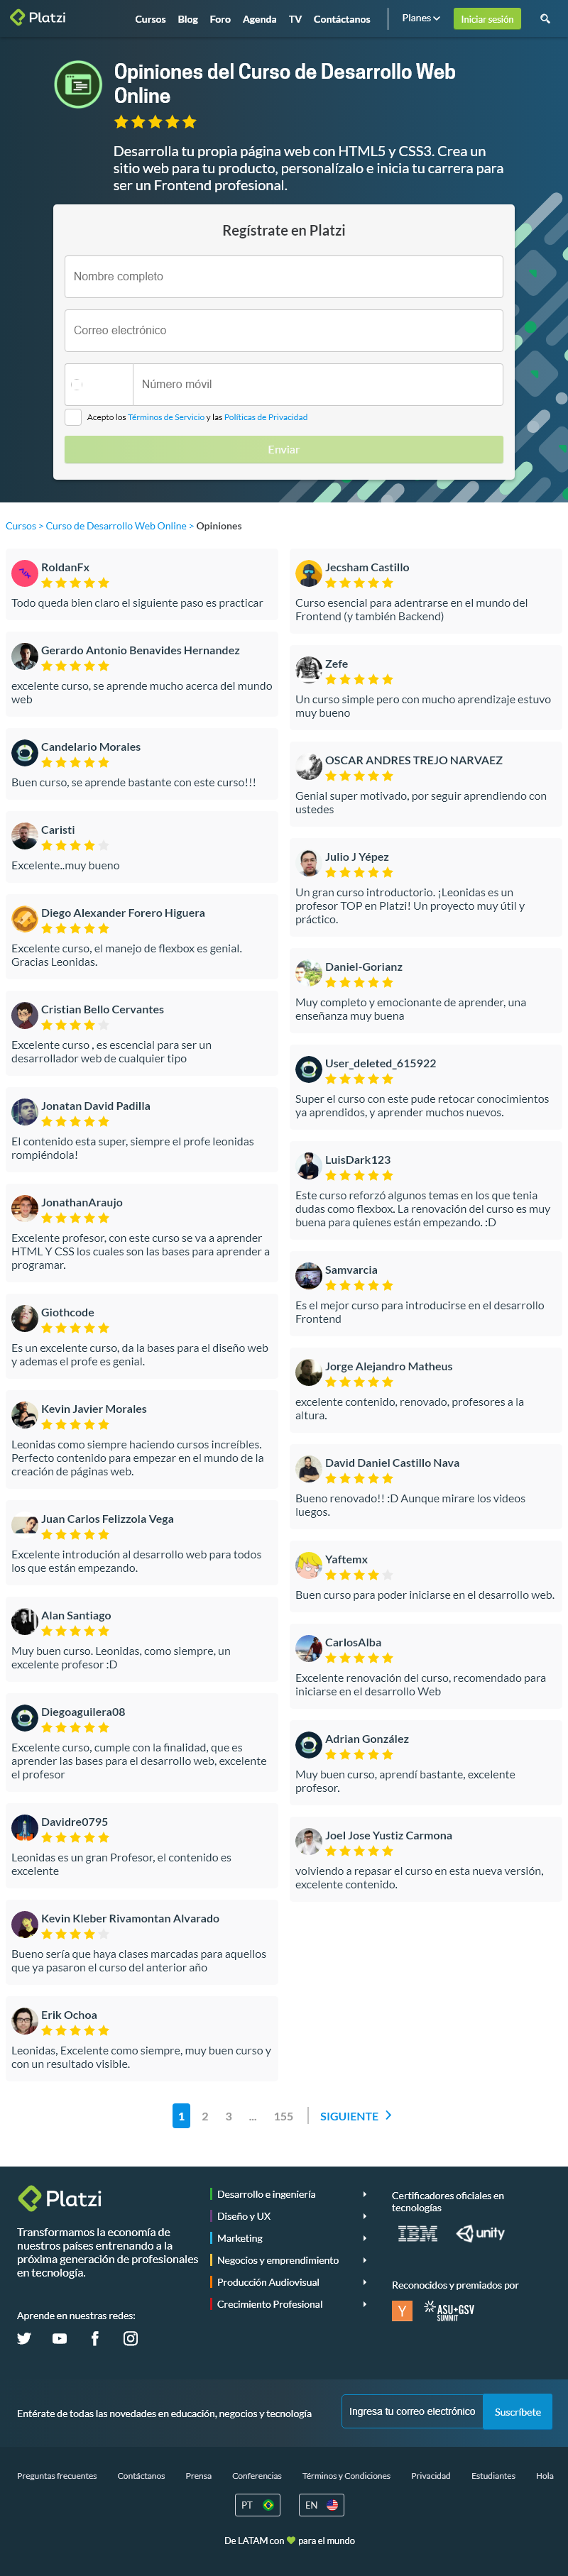 Platzi
Cursos Blog Foro Agenda TV Contáctanos Planes Iniciar sesión
Opiniones del Curso de Desarrollo Web
Online
Desarrolla tu propia página web con HTML5 y CSS3. Crea un
sitio web para tu producto, personalízalo e inicia tu carrera para
ser un Frontend profesional.
Regístrate en Platzi
Nombre completo
Correo electrónico
Número móvil
Acepto los Términos de Servicio y las Políticas de Privacidad
Enviar
Cursos > Curso de Desarrollo Web Online > Opiniones
RoldanFx
Todo queda bien claro el siguiente paso es practicar
Gerardo Antonio Benavides Hernandez
excelente curso, se aprende mucho acerca del mundo
web
Candelario Morales
Buen curso, se aprende bastante con este curso!!!
Caristi
Excelente..muy bueno
Diego Alexander Forero Higuera
Excelente curso, el manejo de flexbox es genial.
Gracias Leonidas.
Cristian Bello Cervantes
Excelente curso , es escencial para ser un
desarrollador web de cualquier tipo
Jonatan David Padilla
El contenido esta super, siempre el profe leonidas
rompiéndola!
JonathanAraujo
Excelente profesor, con este curso se va a aprender
HTML Y CSS los cuales son las bases para aprender a
programar.
Giothcode
Es un excelente curso, da la bases para el diseño web
y ademas el profe es genial.
Kevin Javier Morales
Leonidas como siempre haciendo cursos increíbles.
Perfecto contenido para empezar en el mundo de la
creación de páginas web.
Juan Carlos Felizzola Vega
Excelente introdución al desarrollo web para todos
los que están empezando.
Alan Santiago
Muy buen curso. Leonidas, como siempre, un
excelente profesor :D
Diegoaguilera08
Excelente curso, cumple con la finalidad, que es
aprender las bases para el desarrollo web, excelente
el profesor
Davidre0795
Leonidas es un gran Profesor, el contenido es
excelente
Kevin Kleber Rivamontan Alvarado
Bueno sería que haya clases marcadas para aquellos
que ya pasaron el curso del anterior año
Erik Ochoa
Leonidas, Excelente como siempre, muy buen curso y
con un resultado visible.
Jecsham Castillo
Curso esencial para adentrarse en el mundo del
Frontend (y también Backend)
Zefe
Un curso simple pero con mucho aprendizaje estuvo
muy bueno
OSCAR ANDRES TREJO NARVAEZ
Genial super motivado, por seguir aprendiendo con
ustedes
Julio J Yépez
Un gran curso introductorio. ¡Leonidas es un
profesor TOP en Platzi! Un proyecto muy útil y
práctico.
Daniel-Gorianz
Muy completo y emocionante de aprender, una
enseñanza muy buena
User_deleted_615922
Super el curso con este pude retocar conocimientos
ya aprendidos, y aprender muchos nuevos.
LuisDark123
Este curso reforzó algunos temas en los que tenia
dudas como flexbox. La renovación del curso es muy
buena para quienes están empezando. :D
Samvarcia
Es el mejor curso para introducirse en el desarrollo
Frontend
Jorge Alejandro Matheus
excelente contenido, renovado, profesores a la
altura.
David Daniel Castillo Nava
Bueno renovado!! :D Aunque mirare los videos
luegos.
Yaftemx
Buen curso para poder iniciarse en el desarrollo web.
CarlosAlba
Excelente renovación del curso, recomendado para
iniciarse en el desarrollo Web
Adrian González
Muy buen curso, aprendí bastante, excelente
profesor.
Joel Jose Yustiz Carmona
volviendo a repasar el curso en esta nueva versión,
excelente contenido.
1 2 3 ... 155 SIGUIENTE
Platzi
Transformamos la economía de
nuestros países entrenando a la
próxima generación de profesionales
en tecnología.
Aprende en nuestras redes:
Desarrollo e ingeniería
Diseño y UX
Marketing
Negocios y emprendimiento
Producción Audiovisual
Crecimiento Profesional
Certificadores oficiales en
tecnologías
IBM unity
Reconocidos y premiados por
Y ASU+GSV
SUMMIT
Entérate de todas las novedades en educación, negocios y tecnología
Ingresa tu correo electrónico Suscríbete
Preguntas frecuentes Contáctanos Prensa Conferencias Términos y Condiciones Privacidad Estudiantes Hola
PT EN
De LATAM con 💚 para el mundo